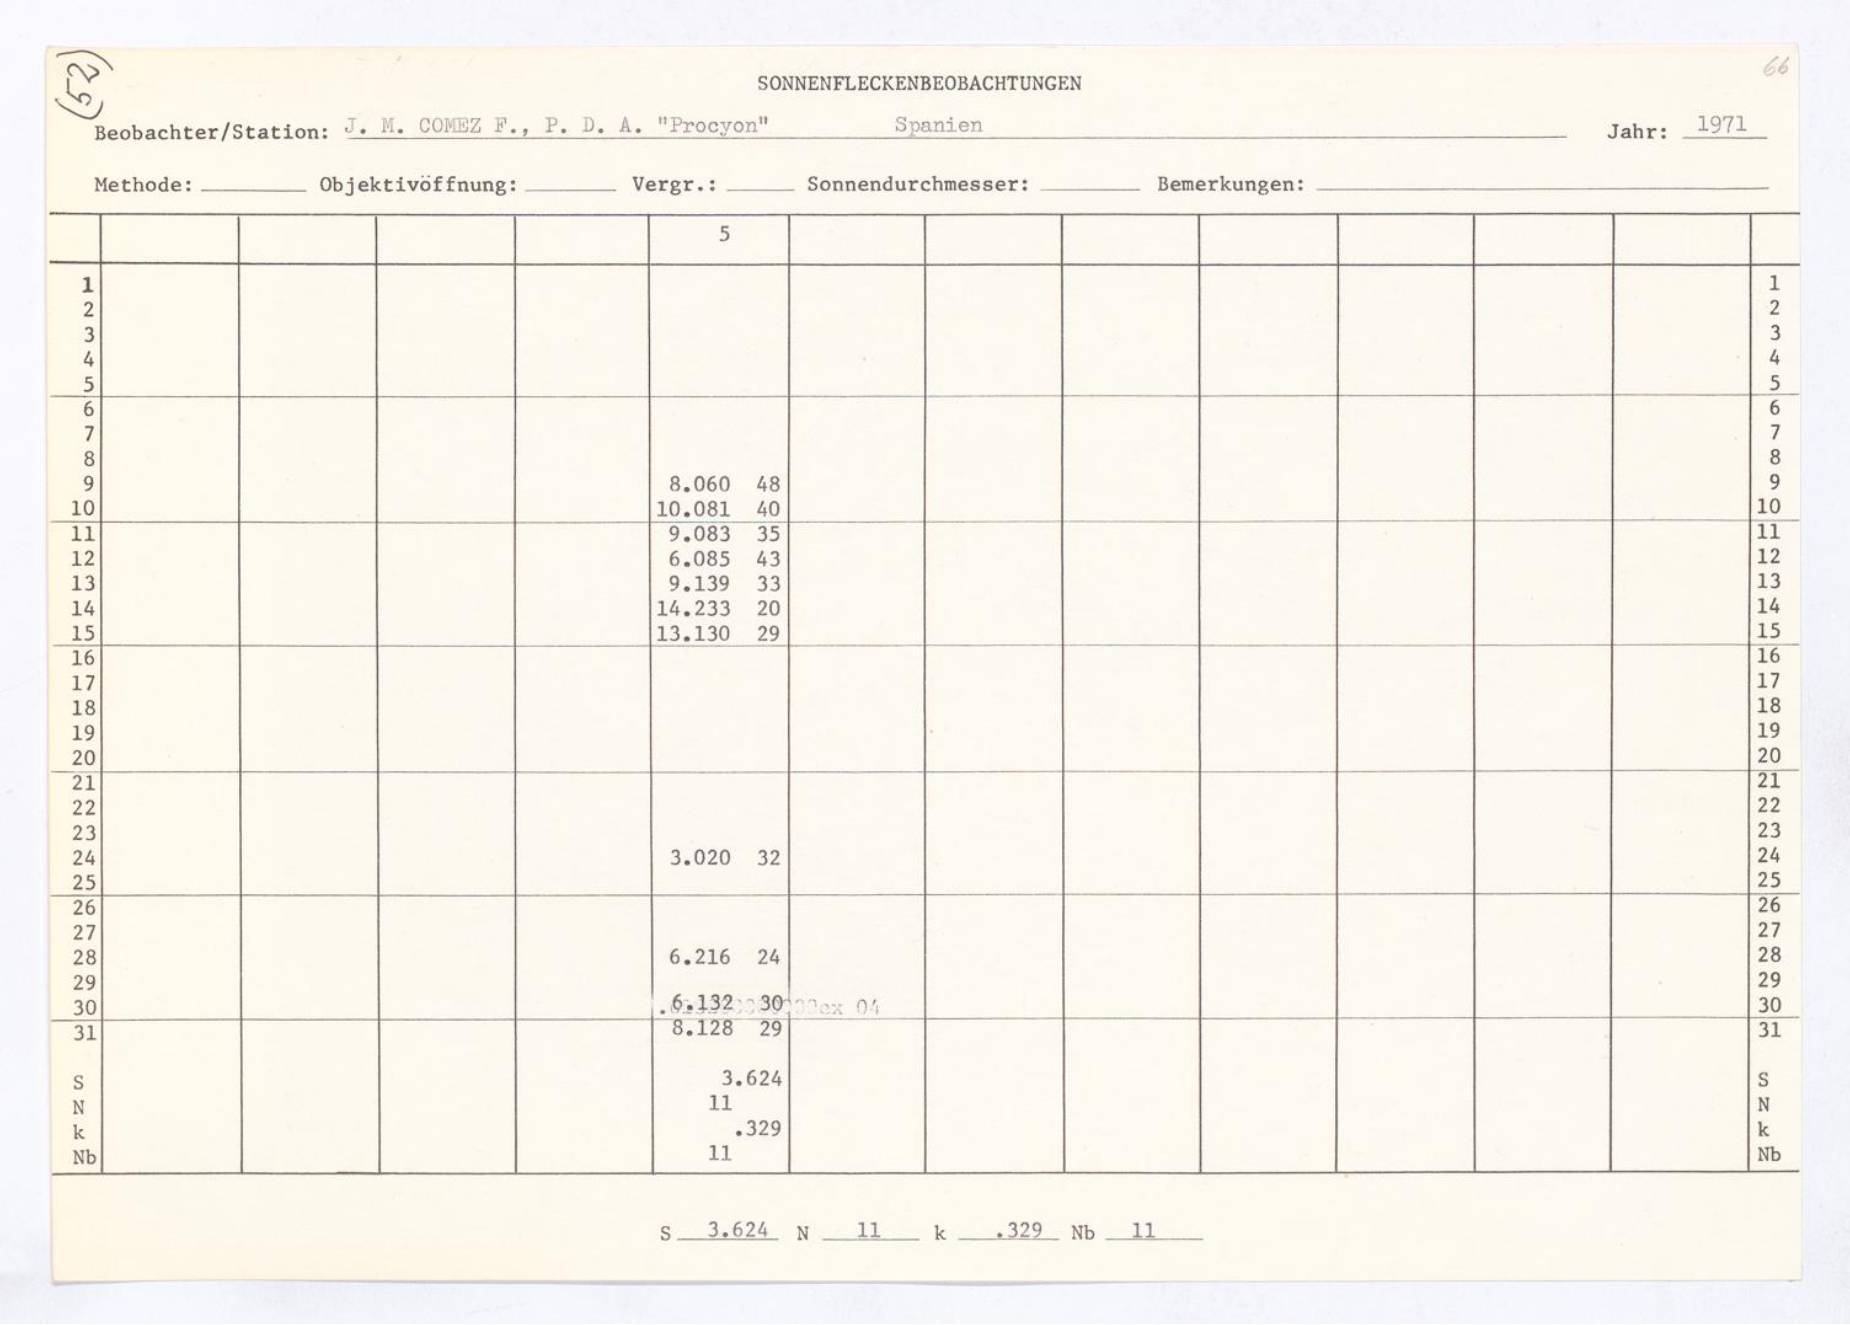 (52)
66
SONNENFLECKENBEOBACHTUNGEN
Beobachter/Station: J. M. COMEZ F., P. D. A. "Procyon" Spanien Jahr: 1971
Methode: Objektivöffnung: Vergr.: Sonnendurchmesser: Bemerkungen:
5
1 1
2 2
3 3
4 4
5 5
6 6
7 7
8 8
9 8.060 48 9
10 10.081 40 10
11 9.083 35 11
12 6.085 43 12
13 9.139 33 13
14 14.233 20 14
15 13.130 29 15
16 16
17 17
18 18
19 19
20 20
21 21
22 22
23 23
24 3.020 32 24
25 25
26 26
27 27
28 6.216 24 28
29 29
30 6.132 30 04 30
31 8.128 29 31
S 3.624 S
N 11 N
k .329 k
Nb 11 Nb
S 3.624 N 11 k .329 Nb 11